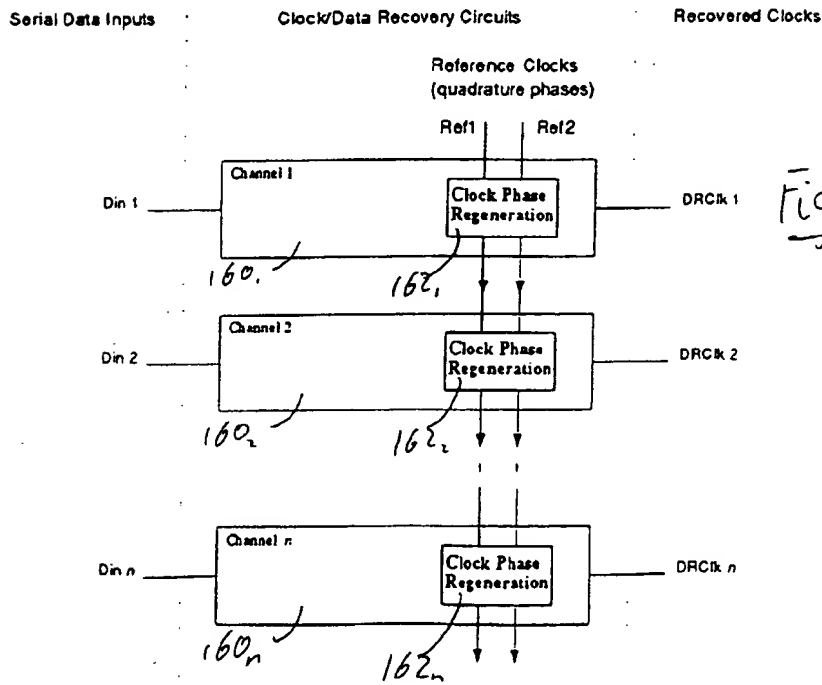 Serial Data Inputs
Clock/Data Recovery Circuits
Recovered Clocks
Reference Clocks
(quadrature phases)
Ref1
Ref2
Channel 1
Din 1
Clock Phase
Regeneration
DRClk 1
160₁
162₁
Channel 2
Din 2
Clock Phase
Regeneration
DRClk 2
160₂
162₂
Channel n
Din n
Clock Phase
Regeneration
DRClk n
160ₙ
162ₙ